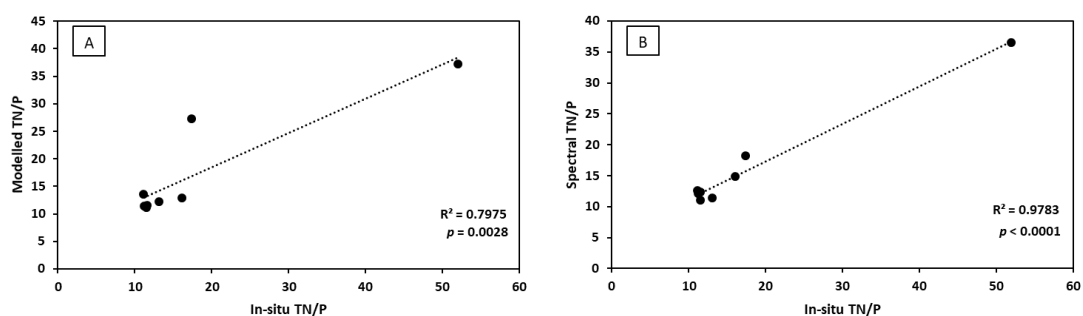 A
Modelled TN/P
45
40
35
30
25
20
15
10
5
0
R² = 0.7975
p = 0.0028
0 10 20 30 40 50 60
In-situ TN/P
B
Spectral TN/P
40
35
30
25
20
15
10
5
0
R² = 0.9783
p < 0.0001
0 10 20 30 40 50 60
In-situ TN/P